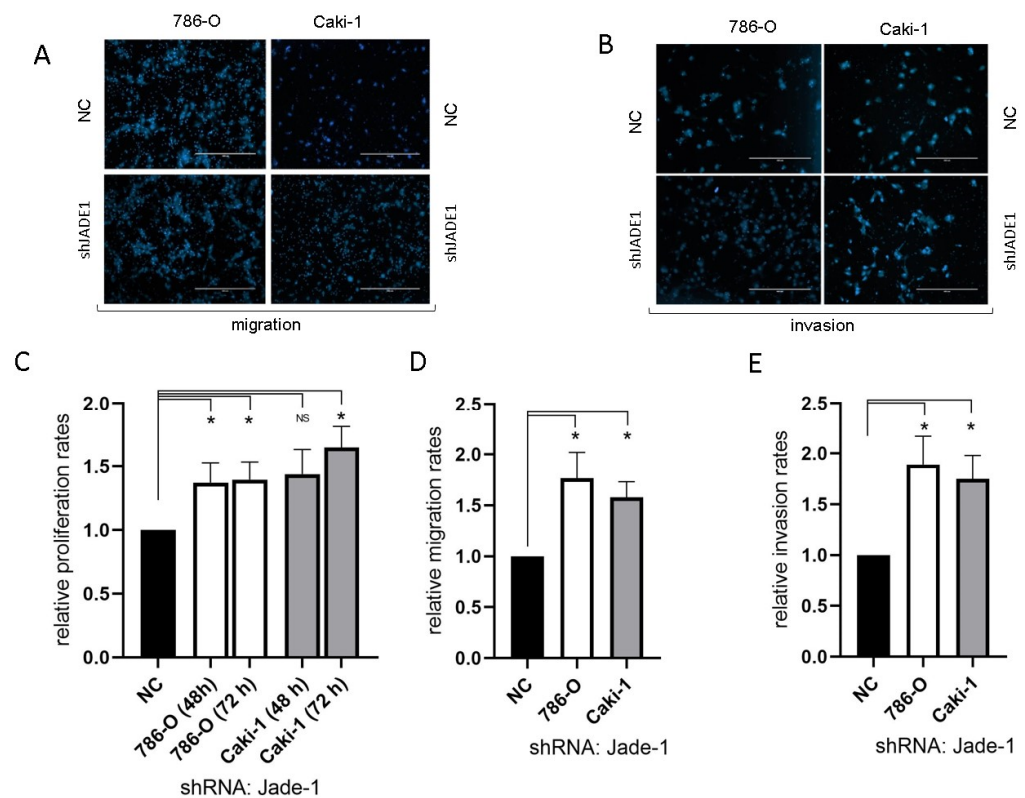 A
786-O
Caki-1
NC
NC
shJADE1
shJADE1
migration
B
786-O
Caki-1
NC
NC
shJADE1
shJADE1
invasion
C
relative proliferation rates
2.0
1.5
1.0
0.5
0.0
*
*
NS
*
NC
786-O (48h)
786-O (72 h)
Caki-1 (48 h)
Caki-1 (72 h)
shRNA: Jade-1
D
relative migration rates
2.5
2.0
1.5
1.0
0.5
0.0
*
*
NC
786-O
Caki-1
shRNA: Jade-1
E
relative invasion rates
2.5
2.0
1.5
1.0
0.5
0.0
*
*
NC
786-O
Caki-1
shRNA: Jade-1